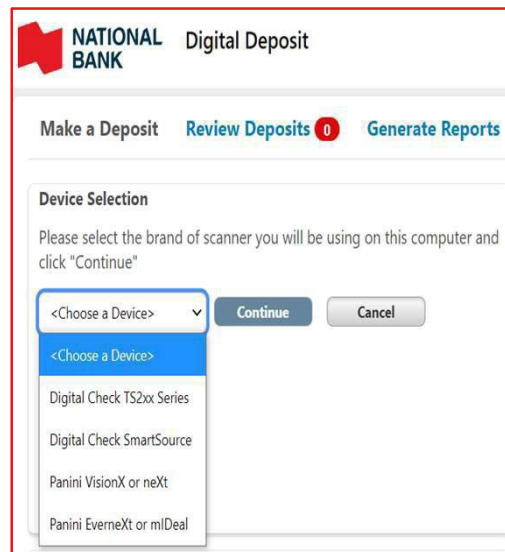 NATIONAL
BANK
Digital Deposit
Make a Deposit Review Deposits 0 Generate Reports
Device Selection
Please select the brand of scanner you will be using on this computer and
click "Continue"
<Choose a Device> Continue Cancel
<Choose a Device>
Digital Check TS2xx Series
Digital Check SmartSource
Panini VisionX or neXt
Panini EverneXt or mIDeal